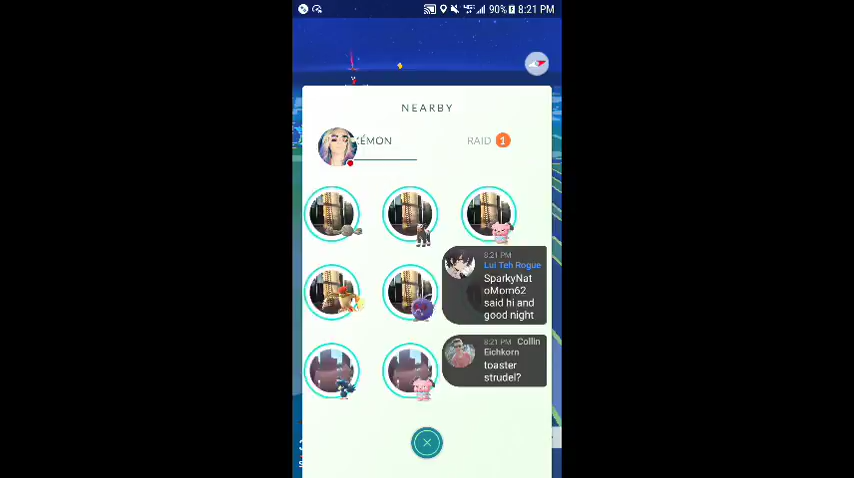 90% 8:21 PM
NEARBY
ÉMON
RAID 1
8:21 PM
Lui Teh Rogue
SparkyNat
oMom62
said hi and
good night
8:21 PM Collin
Eichkorn
toaster
strudel?